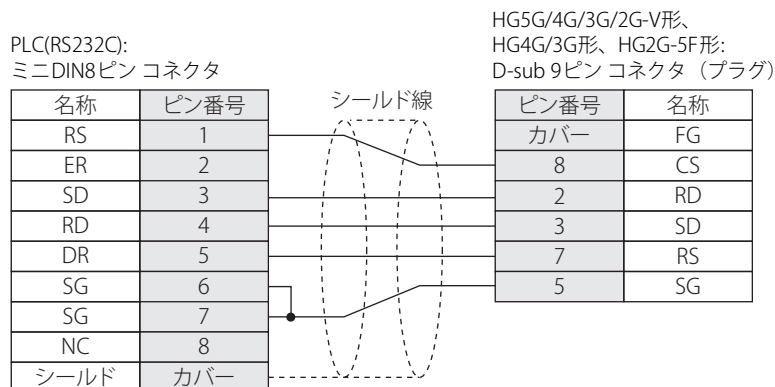 HG5G/4G/3G/2G-V形、
HG4G/3G形、HG2G-5F形:
D-sub 9ピン コネクタ（プラグ）
PLC(RS232C):
ミニDIN8ピン コネクタ
シールド線
名称 ピン番号
RS 1
ER 2
SD 3
RD 4
DR 5
SG 6
SG 7
NC 8
シールド カバー
ピン番号 名称
カバー FG
8 CS
2 RD
3 SD
7 RS
5 SG